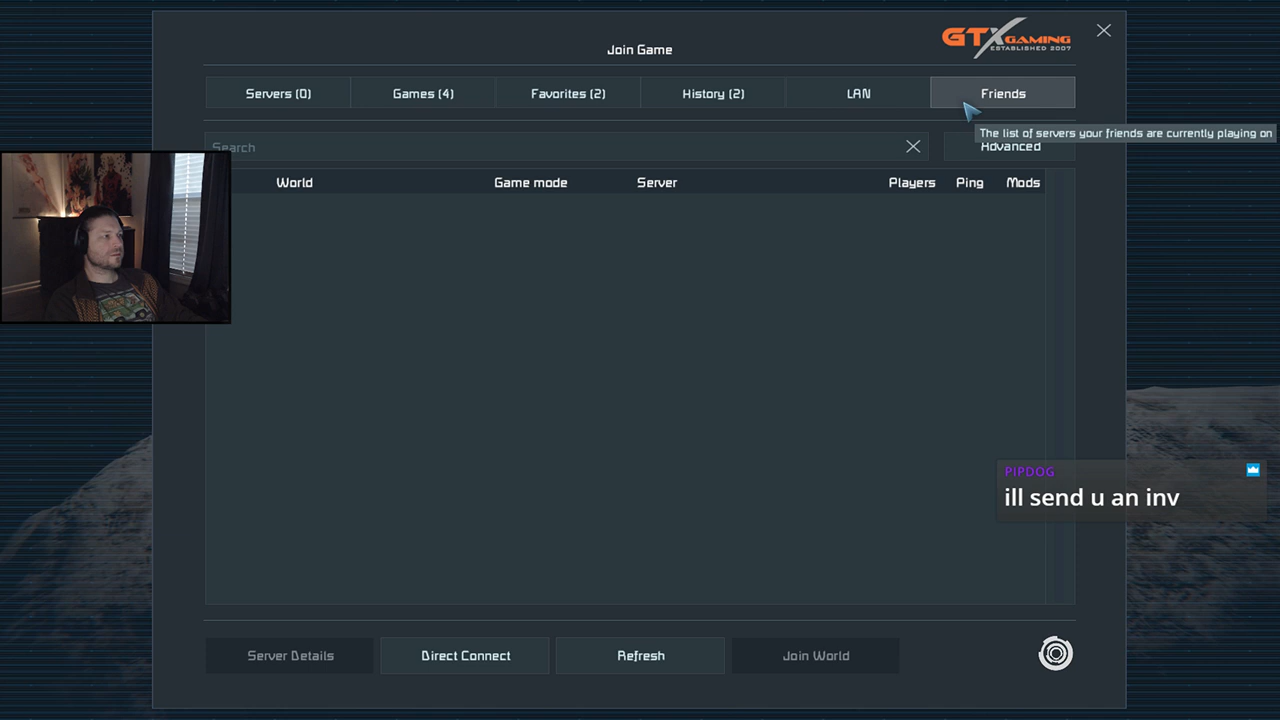 Join Game
GTX GAMING
ESTABLISHED 2007
Servers (0)
Games (4)
Favorites (2)
History (2)
LAN
Friends
The list of servers your friends are currently playing on
Search
Advanced
World
Game mode
Server
Players
Ping
Mods
PIPDOG
ill send u an inv
Server Details
Direct Connect
Refresh
Join World